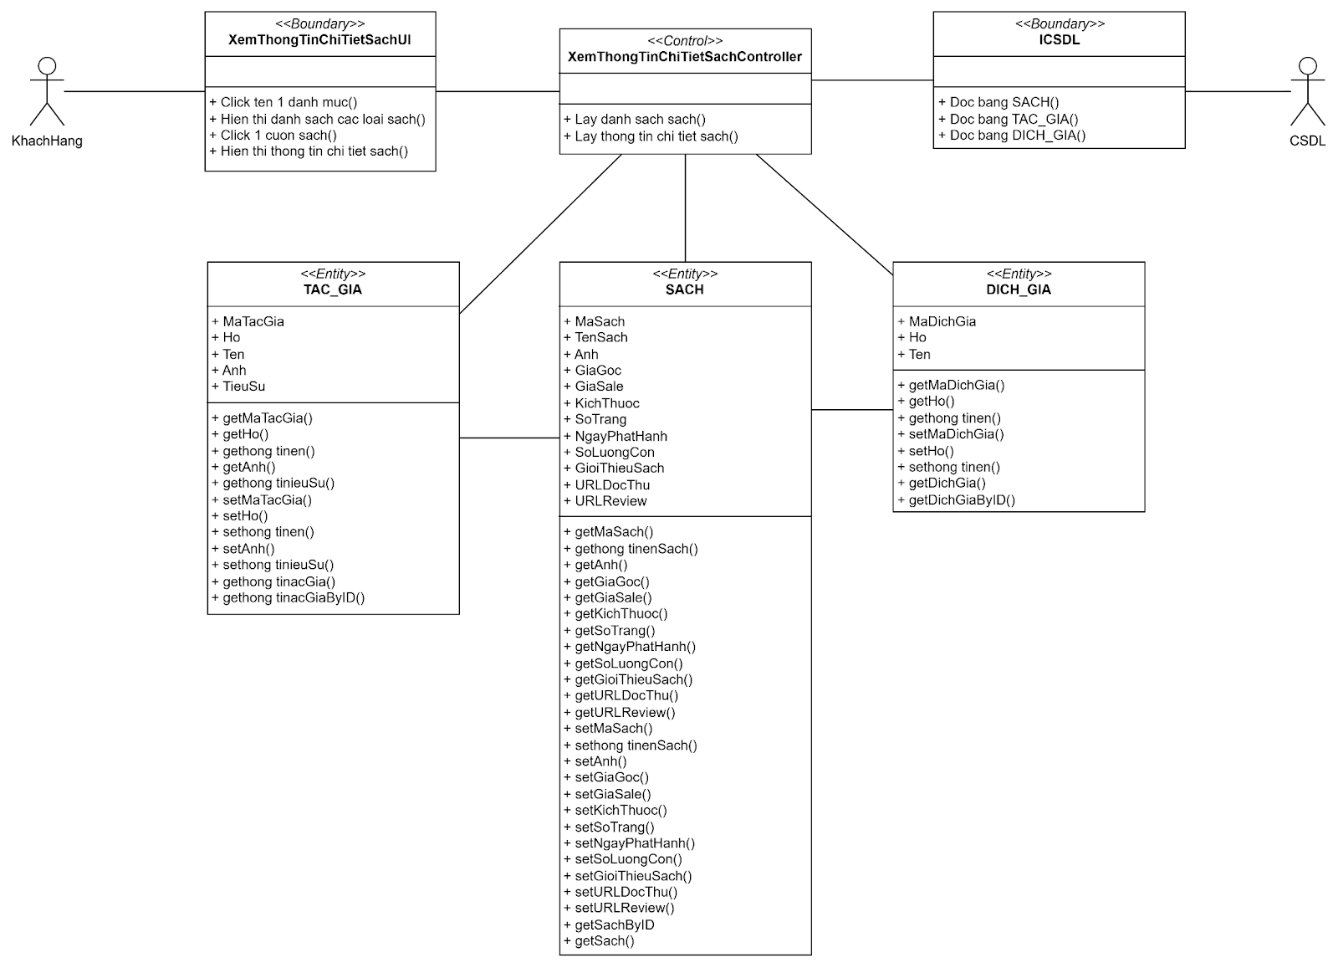 <<Boundary>>
XemThongTinChiTietSachUI
+ Click ten 1 danh muc()
+ Hien thi danh sach cac loai sach()
+ Click 1 cuon sach()
+ Hien thi thong tin chi tiet sach()
<<Control>>
XemThongTinChiTietSachController
+ Lay danh sach sach()
+ Lay thong tin chi tiet sach()
<<Boundary>>
ICSDL
+ Doc bang SACH()
+ Doc bang TAC_GIA()
+ Doc bang DICH_GIA()
KhachHang
CSDL
<<Entity>>
TAC_GIA
+ MaTacGia
+ Ho
+ Ten
+ Anh
+ TieuSu
+ getMaTacGia()
+ getHo()
+ gethong tinen()
+ getAnh()
+ gethong tinieuSu()
+ setMaTacGia()
+ setHo()
+ sethong tinen()
+ setAnh()
+ sethong tinieuSu()
+ gethong tinacGia()
+ gethong tinacGiaByID()
<<Entity>>
SACH
+ MaSach
+ TenSach
+ Anh
+ GiaGoc
+ GiaSale
+ KichThuoc
+ SoTrang
+ NgayPhatHanh
+ SoLuongCon
+ GioiThieuSach
+ URLDocThu
+ URLReview
+ getMaSach()
+ gethong tinenSach()
+ getAnh()
+ getGiaGoc()
+ getGiaSale()
+ getKichThuoc()
+ getSoTrang()
+ getNgayPhatHanh()
+ getSoLuongCon()
+ getGioiThieuSach()
+ getURLDocThu()
+ getURLReview()
+ setMaSach()
+ sethong tinenSach()
+ setAnh()
+ setGiaGoc()
+ setGiaSale()
+ setKichThuoc()
+ setSoTrang()
+ setNgayPhatHanh()
+ setSoLuongCon()
+ setGioiThieuSach()
+ setURLDocThu()
+ setURLReview()
+ getSachByID
+ getSach()
<<Entity>>
DICH_GIA
+ MaDichGia
+ Ho
+ Ten
+ getMaDichGia()
+ getHo()
+ gethong tinen()
+ setMaDichGia()
+ setHo()
+ sethong tinen()
+ getDichGia()
+ getDichGiaByID()